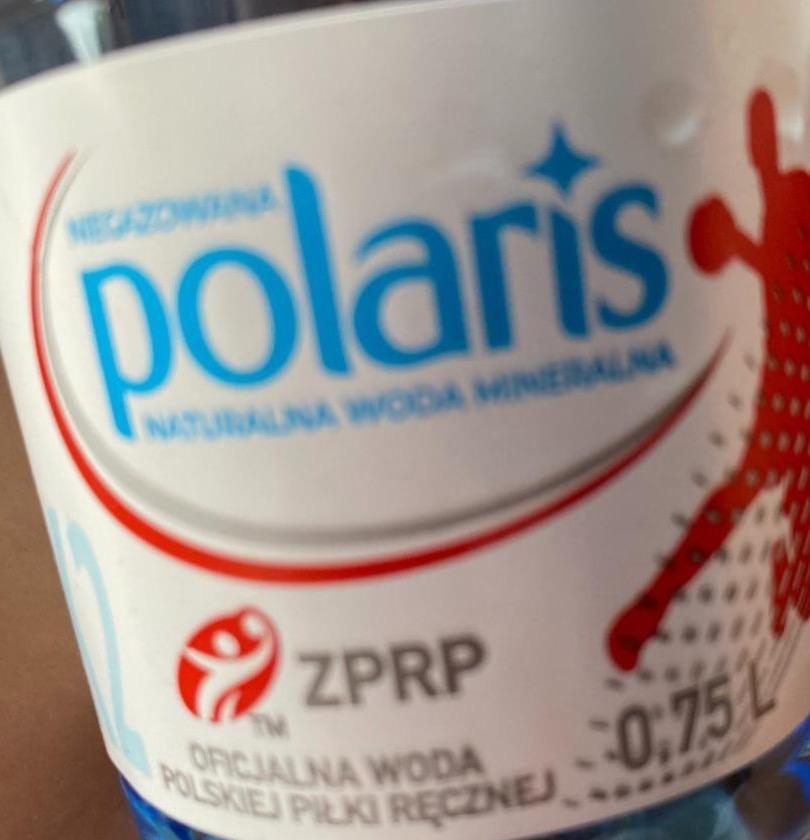 NIEGAZOWANA
polaris
NATURALNA WODA MINERALNA
ZPRP
TM
0,75 L
OFICJALNA WODA
POLSKIEJ PIŁKI RĘCZNEJ